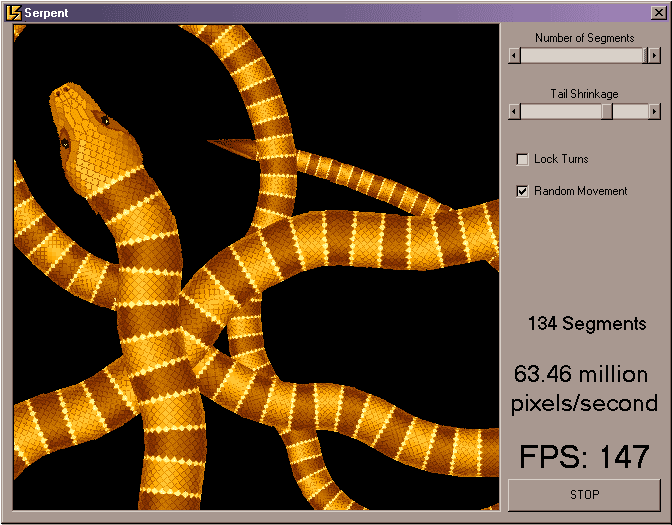 Serpent
Number of Segments
Tail Shrinkage
Lock Turns
Random Movement
134 Segments
63.46 million
pixels/second
FPS: 147
STOP